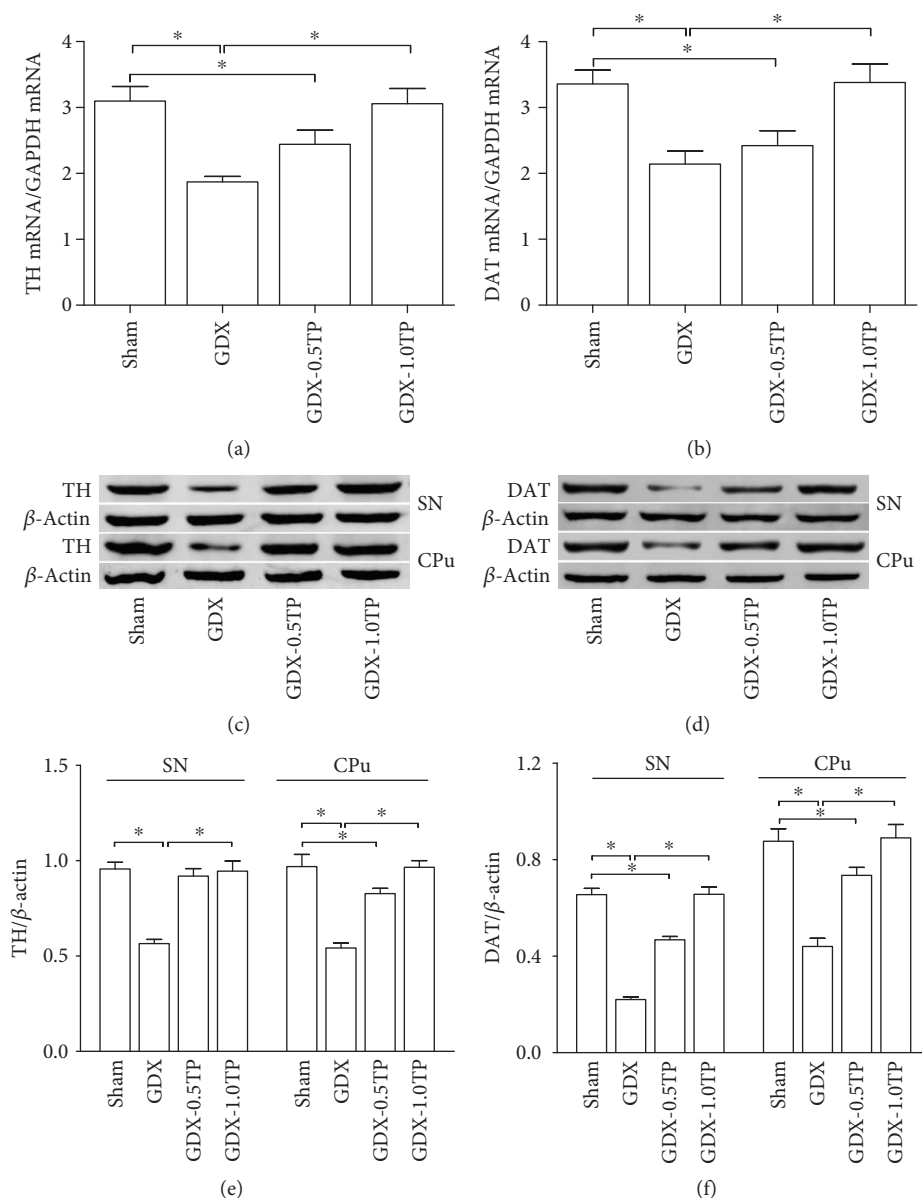 TH mRNA/GAPDH mRNA
4
3
2
1
0
* * *
Sham
GDX
GDX-0.5TP
GDX-1.0TP
(a)
DAT mRNA/GAPDH mRNA
4
3
2
1
0
* * *
Sham
GDX
GDX-0.5TP
GDX-1.0TP
(b)
TH
β-Actin
SN
TH
β-Actin
CPu
Sham
GDX
GDX-0.5TP
GDX-1.0TP
(c)
DAT
β-Actin
SN
DAT
β-Actin
CPu
Sham
GDX
GDX-0.5TP
GDX-1.0TP
(d)
TH/β-actin
1.5
1.0
0.5
0.0
SN
CPu
* *
* * *
Sham
GDX
GDX-0.5TP
GDX-1.0TP
Sham
GDX
GDX-0.5TP
GDX-1.0TP
(e)
DAT/β-actin
1.2
0.8
0.4
0.0
SN
CPu
* * *
* * *
Sham
GDX
GDX-0.5TP
GDX-1.0TP
Sham
GDX
GDX-0.5TP
GDX-1.0TP
(f)